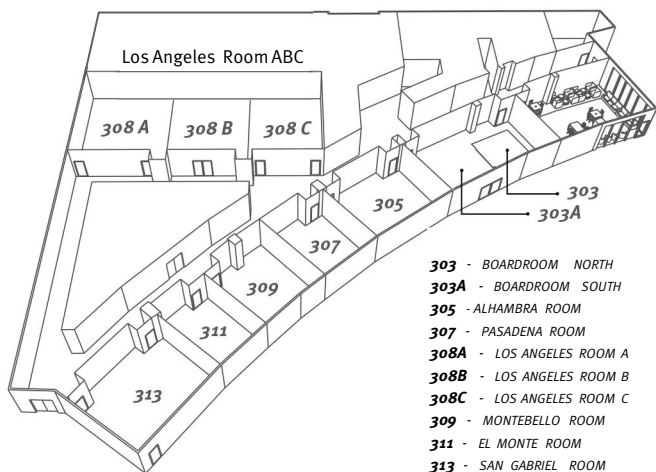 Los Angeles Room ABC
308 A
308 B
308 C
303
303A
305
307
309
311
313
303 - BOARDROOM NORTH
303A - BOARDROOM SOUTH
305 - ALHAMBRA ROOM
307 - PASADENA ROOM
308A - LOS ANGELES ROOM A
308B - LOS ANGELES ROOM B
308C - LOS ANGELES ROOM C
309 - MONTEBELLO ROOM
311 - EL MONTE ROOM
313 - SAN GABRIEL ROOM